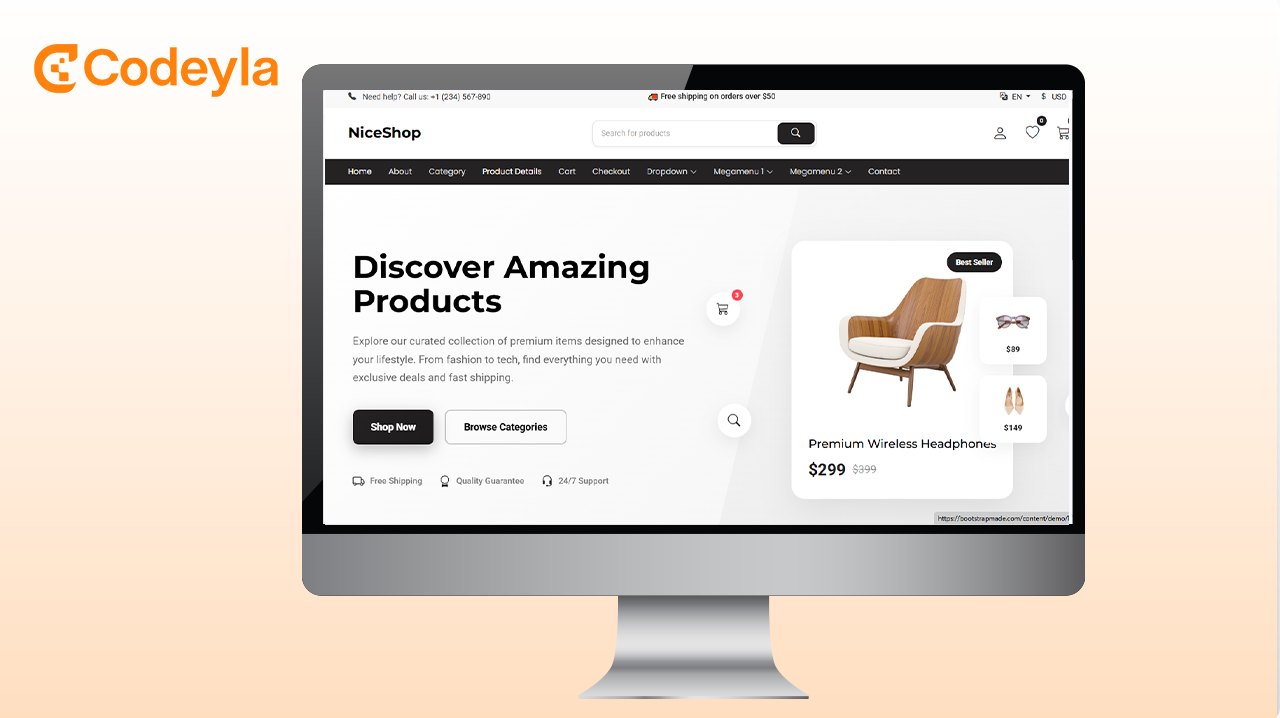 Codeyla
Need help? Call us: +1 (234) 567-890
🚚 Free shipping on orders over $50
EN
$ USD
NiceShop
Search for products
0
Home About Category Product Details Cart Checkout Dropdown Megamenu 1 Megamenu 2 Contact
Discover Amazing
Products
Explore our curated collection of premium items designed to enhance
your lifestyle. From fashion to tech, find everything you need with
exclusive deals and fast shipping.
Shop Now
Browse Categories
Free Shipping
Quality Guarantee
24/7 Support
3
Best Seller
$89
$149
Premium Wireless Headphones
$299 $399
https://bootstrapmade.com/content/demo/